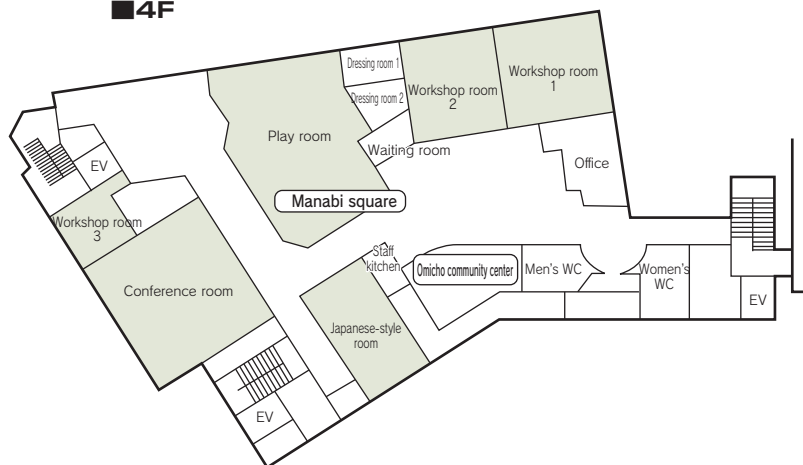 ■4F
Dressing room 1
Dressing room 2
Workshop room
2
Workshop room
1
Play room
Waiting room
Office
EV
Manabi square
Workshop room
3
Staff
kitchen
Omicho community center
Men's WC
Women's
WC
Conference room
Japanese-style
room
EV
EV